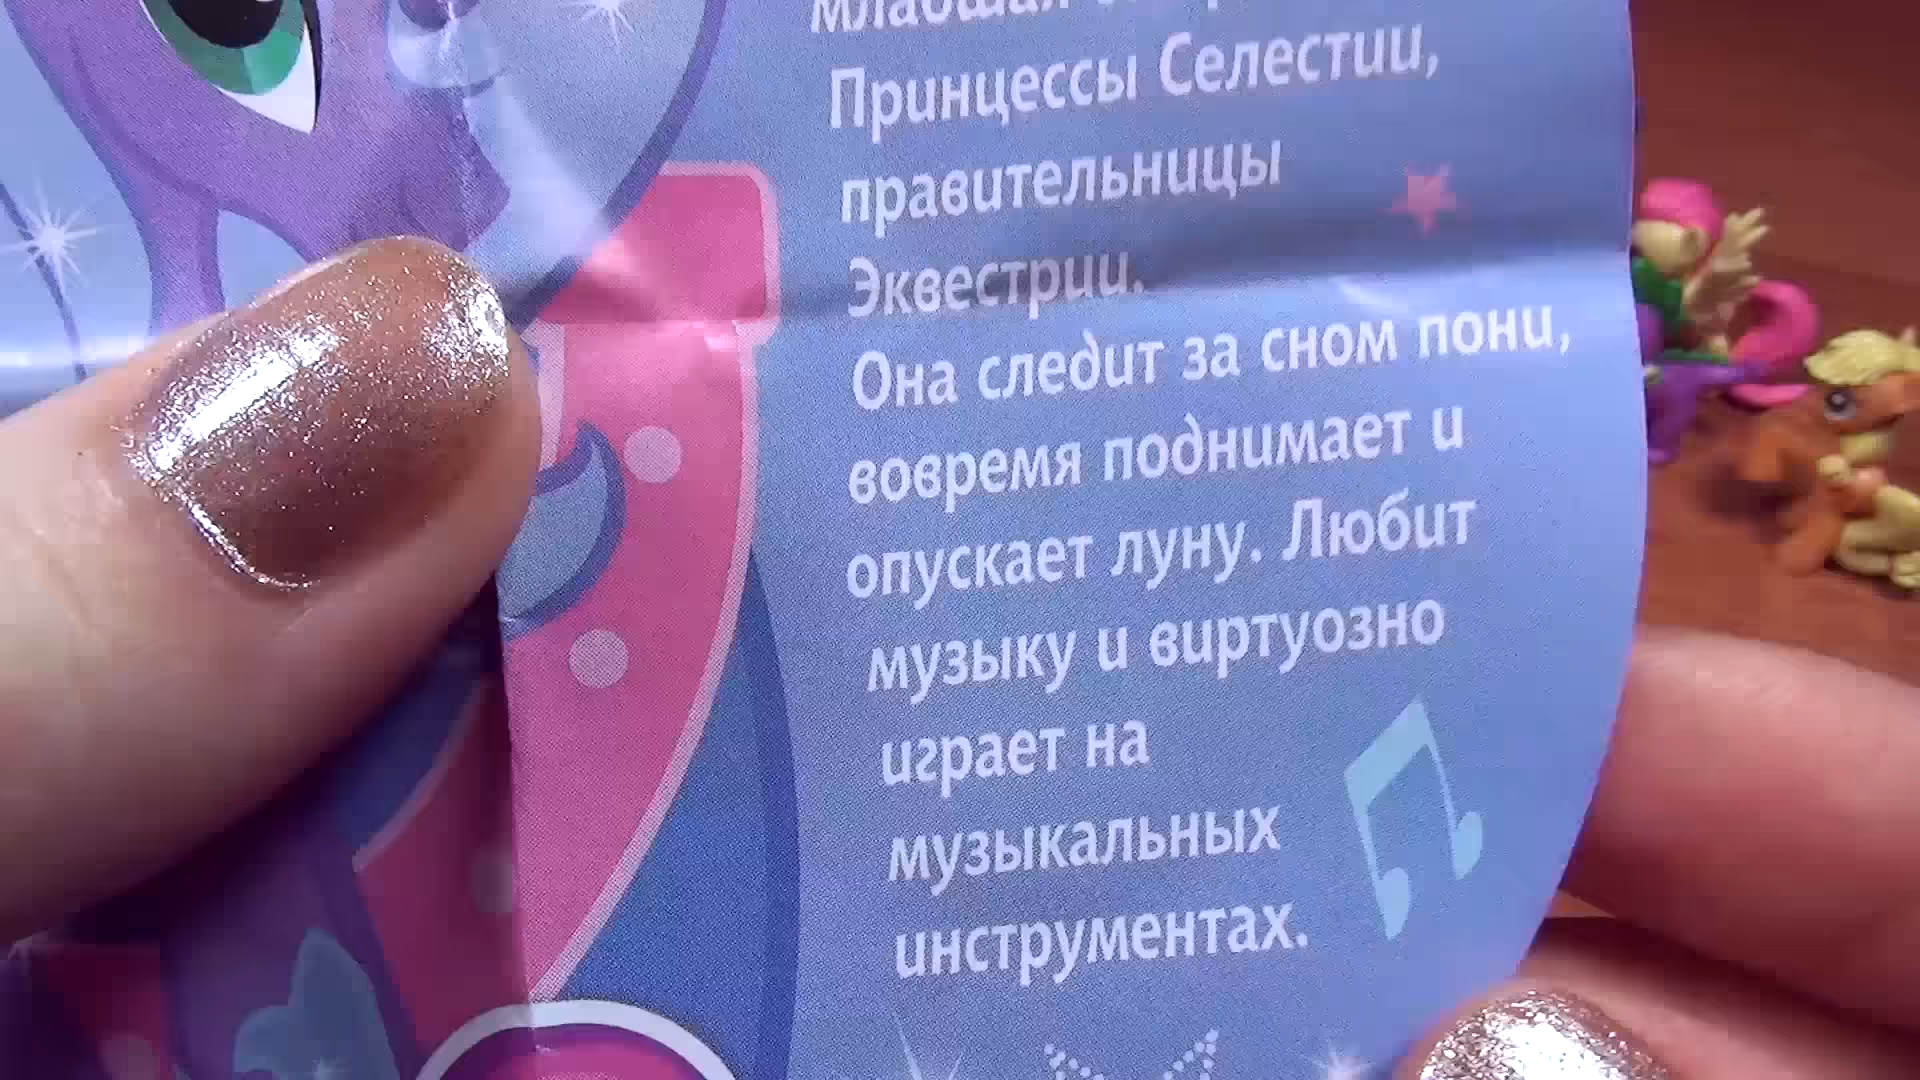 младшая
Принцессы Селестии,
правительницы
Эквестрии.
Она следит за сном пони,
вовремя поднимает и
опускает луну. Любит
музыку и виртуозно
играет на
музыкальных
инструментах.